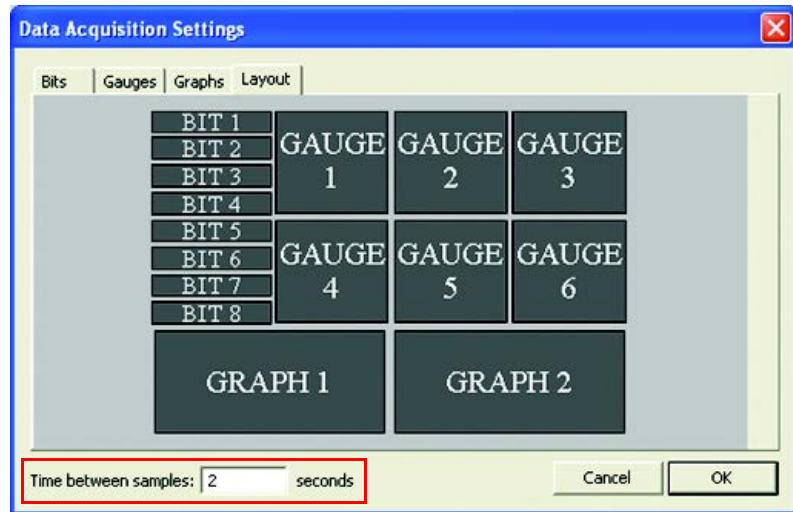 Data Acquisition Settings
Bits
Gauges
Graphs
Layout
BIT 1
BIT 2
BIT 3
BIT 4
BIT 5
BIT 6
BIT 7
BIT 8
GAUGE
1
GAUGE
2
GAUGE
3
GAUGE
4
GAUGE
5
GAUGE
6
GRAPH 1
GRAPH 2
Time between samples: 2 seconds
Cancel
OK